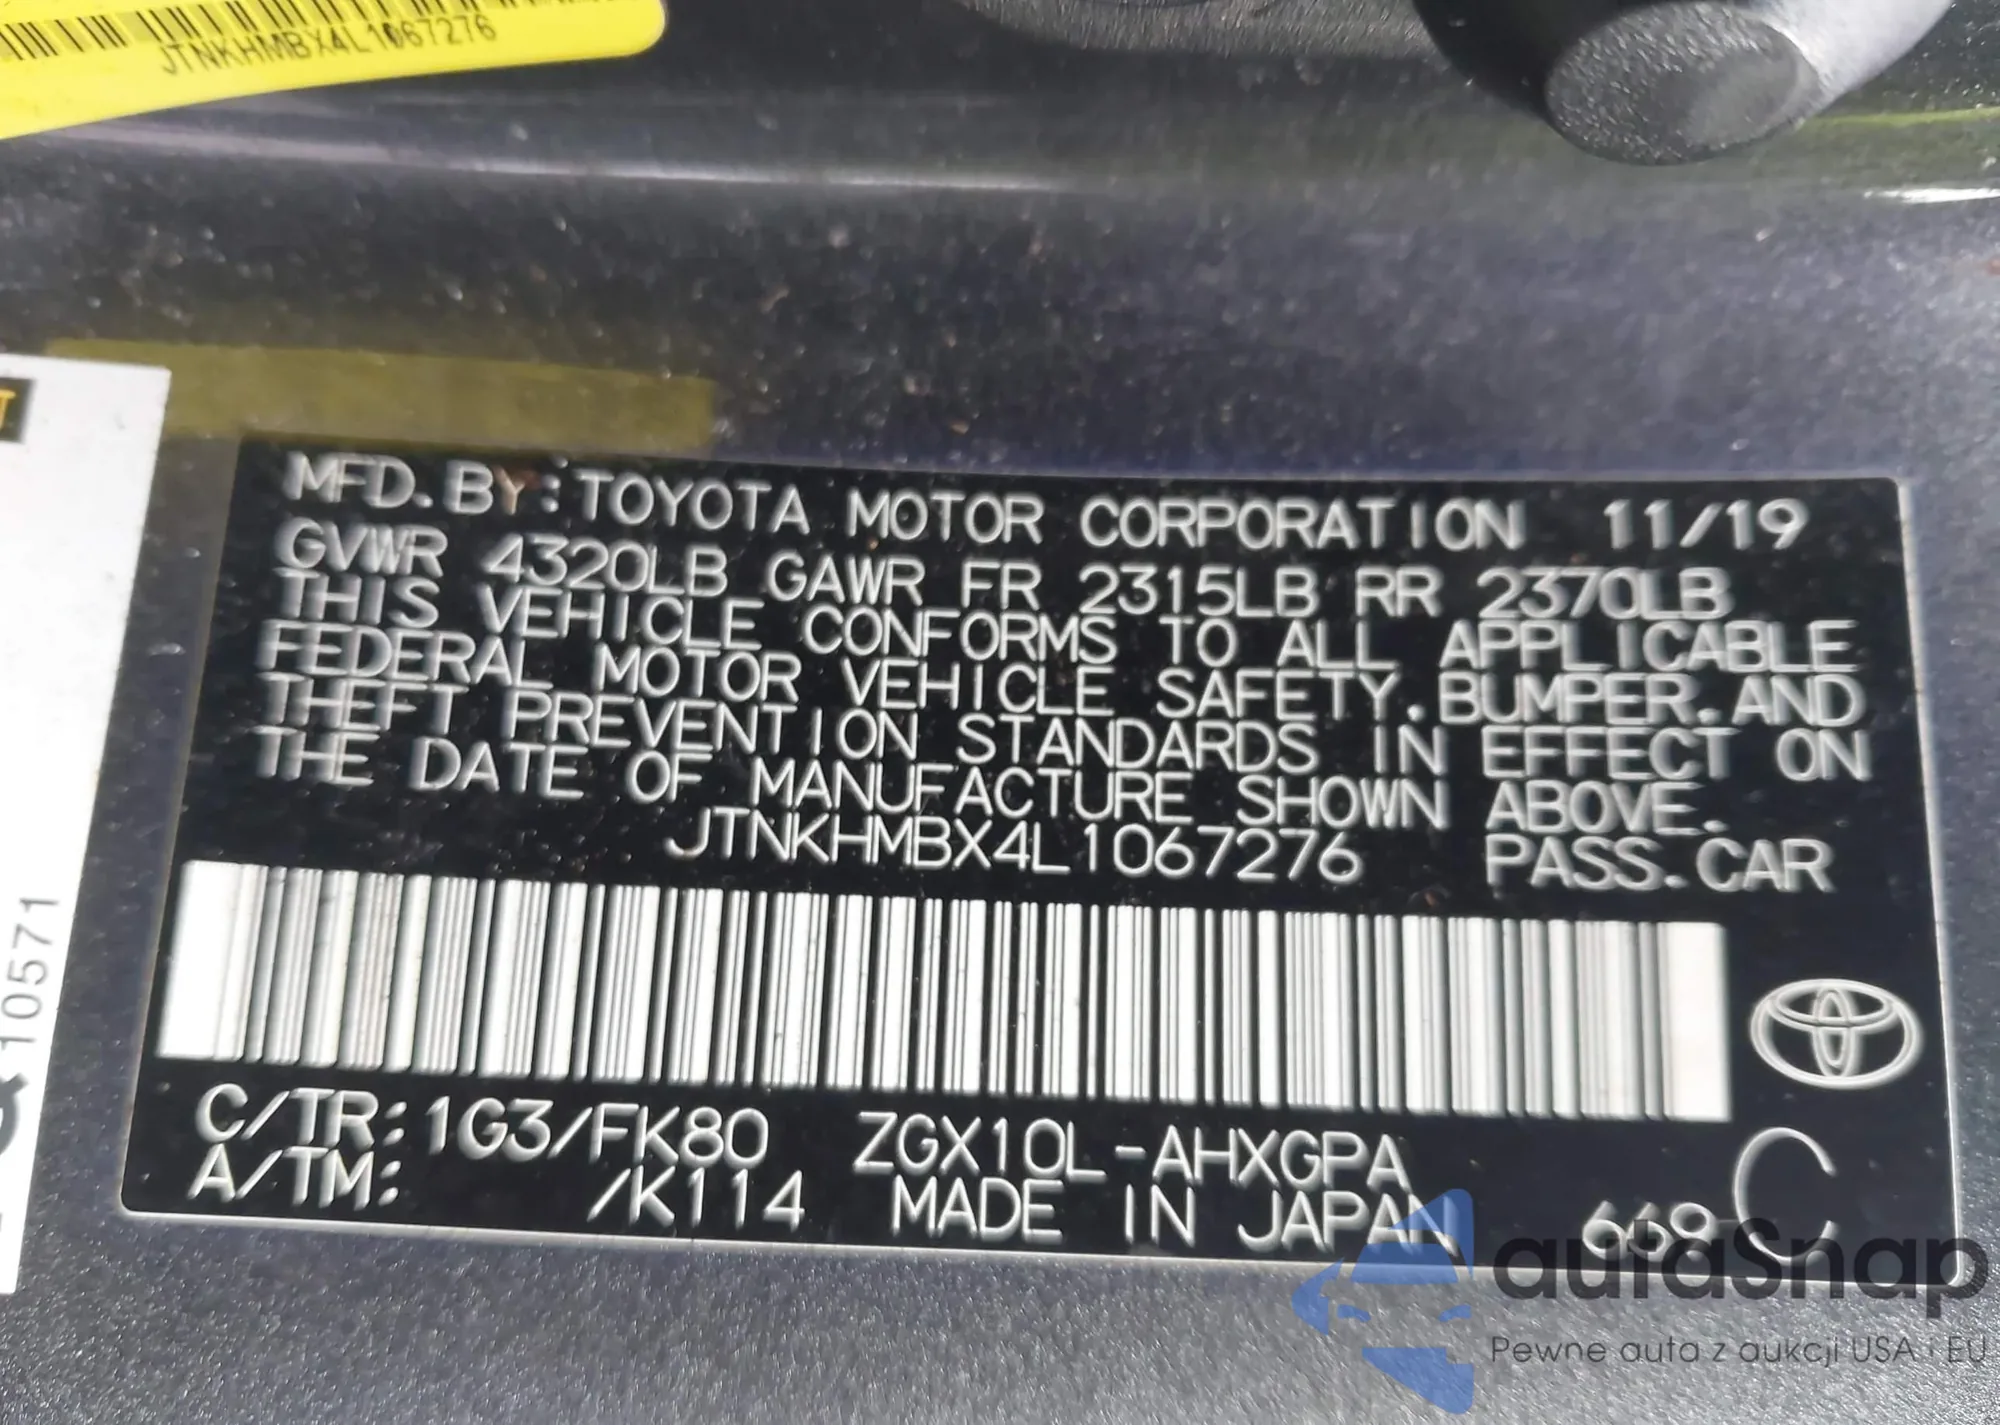 JTNKHMBX4L1067276
MFD.BY:TOYOTA MOTOR CORPORATION 11/19
GVWR 4320LB GAWR FR 2315LB RR 2370LB
THIS VEHICLE CONFORMS TO ALL APPLICABLE
FEDERAL MOTOR VEHICLE SAFETY.BUMPER.AND
THEFT PREVENTION STANDARDS IN EFFECT ON
THE DATE OF MANUFACTURE SHOWN ABOVE.
JTNKHMBX4L1067276 PASS.CAR
C/TR:1G3/FK80 ZGX10L-AHXGPA C
A/TM: /K114 MADE IN JAPAN 669
10571
autaSnap
Pewne auta z aukcji USA i EU